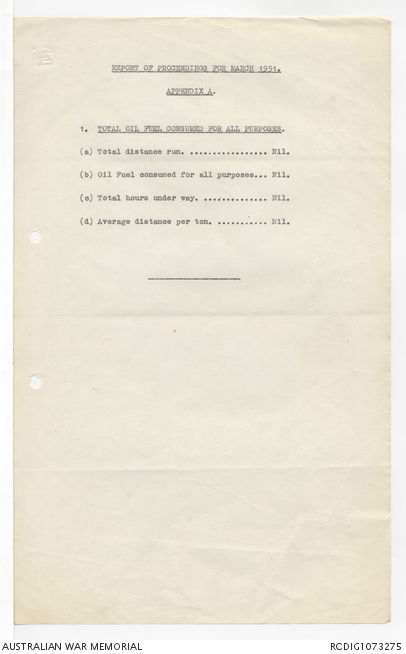 REPORT OF PROCEEDINGS FOR MARCH 1951.
APPENDIX A.
1. TOTAL OIL FUEL CONSUMED FOR ALL PURPOSES.
(a) Total distance run. ................ Nil.
(b) Oil Fuel consumed for all purposes... Nil.
(c) Total hours under way. .............. Nil.
(d) Average distance per ton. ........... Nil.
AUSTRALIAN WAR MEMORIAL
RCDIG1073275